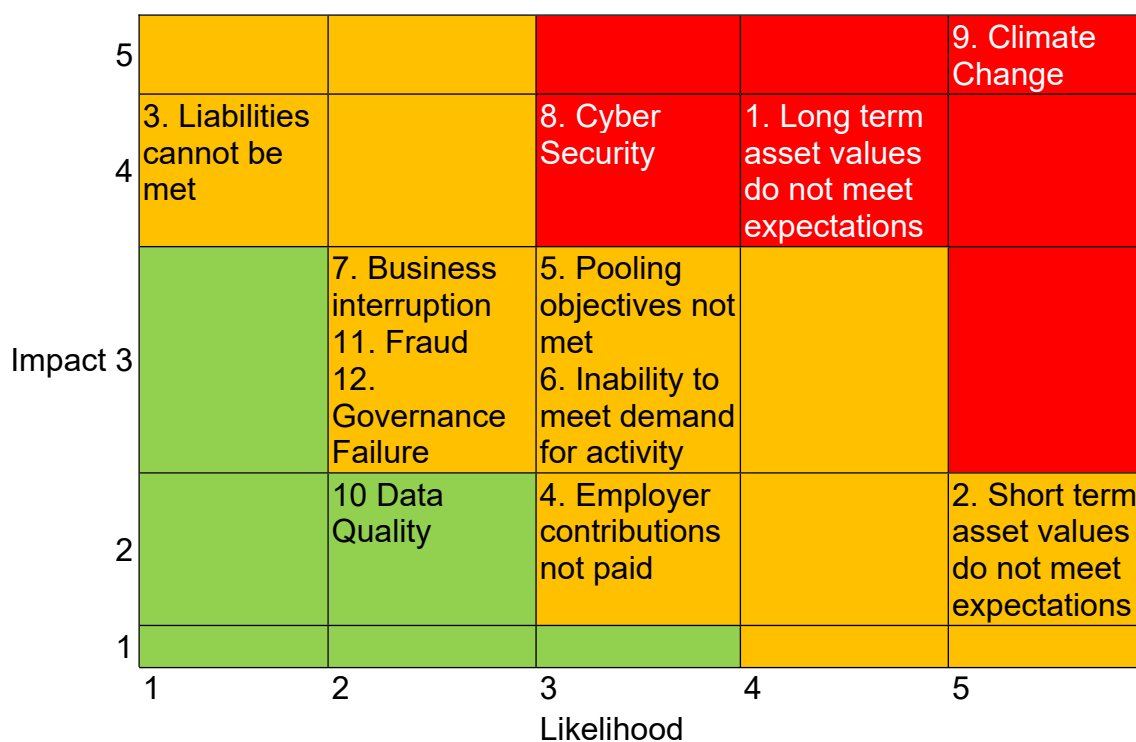 5
9. Climate
Change
4
3. Liabilities
cannot be
met
8. Cyber
Security
1. Long term
asset values
do not meet
expectations
Impact 3
7. Business
interruption
11. Fraud
12.
Governance
Failure
5. Pooling
objectives not
met
6. Inability to
meet demand
for activity
2
10 Data
Quality
4. Employer
contributions
not paid
2. Short term
asset values
do not meet
expectations
1
1 2 3 4 5
Likelihood